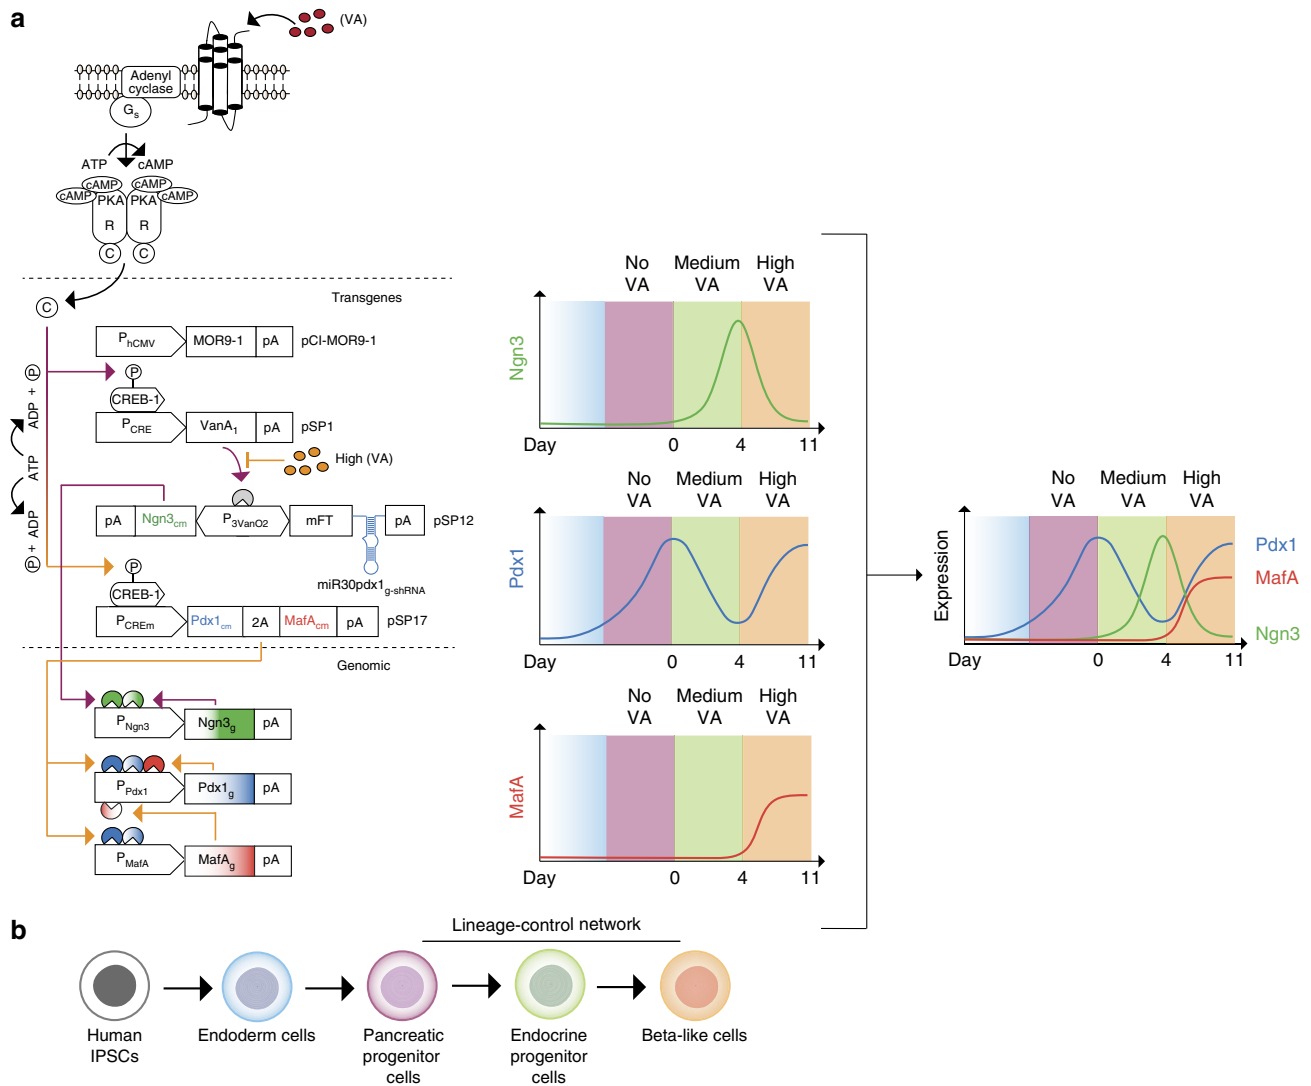 a
(VA)
Adenyl
cyclase
Gs
ATP
cAMP
cAMP
cAMP
cAMP
cAMP
PKA
PKA
R
R
C
C
C
Transgenes
PhCMV
MOR9-1
pA
pCI-MOR9-1
P
CREB-1
PCRE
VanA1
pA
pSP1
High (VA)
ADP + P
ATP
P + ADP
pA
Ngn3cm
P3VanO2
mFT
pA
pSP12
miR30pdx1g-shRNA
P
CREB-1
PCREm
Pdx1cm
2A
MafAcm
pA
pSP17
Genomic
PNgn3
Ngn3g
pA
PPdx1
Pdx1g
pA
PMafA
MafAg
pA
No
VA
Medium
VA
High
VA
Ngn3
Day
0
4
11
No
VA
Medium
VA
High
VA
Pdx1
Day
0
4
11
No
VA
Medium
VA
High
VA
MafA
Day
0
4
11
No
VA
Medium
VA
High
VA
Expression
Pdx1
MafA
Ngn3
Day
0
4
11
b
Lineage-control network
Human
IPSCs
Endoderm cells
Pancreatic
progenitor
cells
Endocrine
progenitor
cells
Beta-like cells